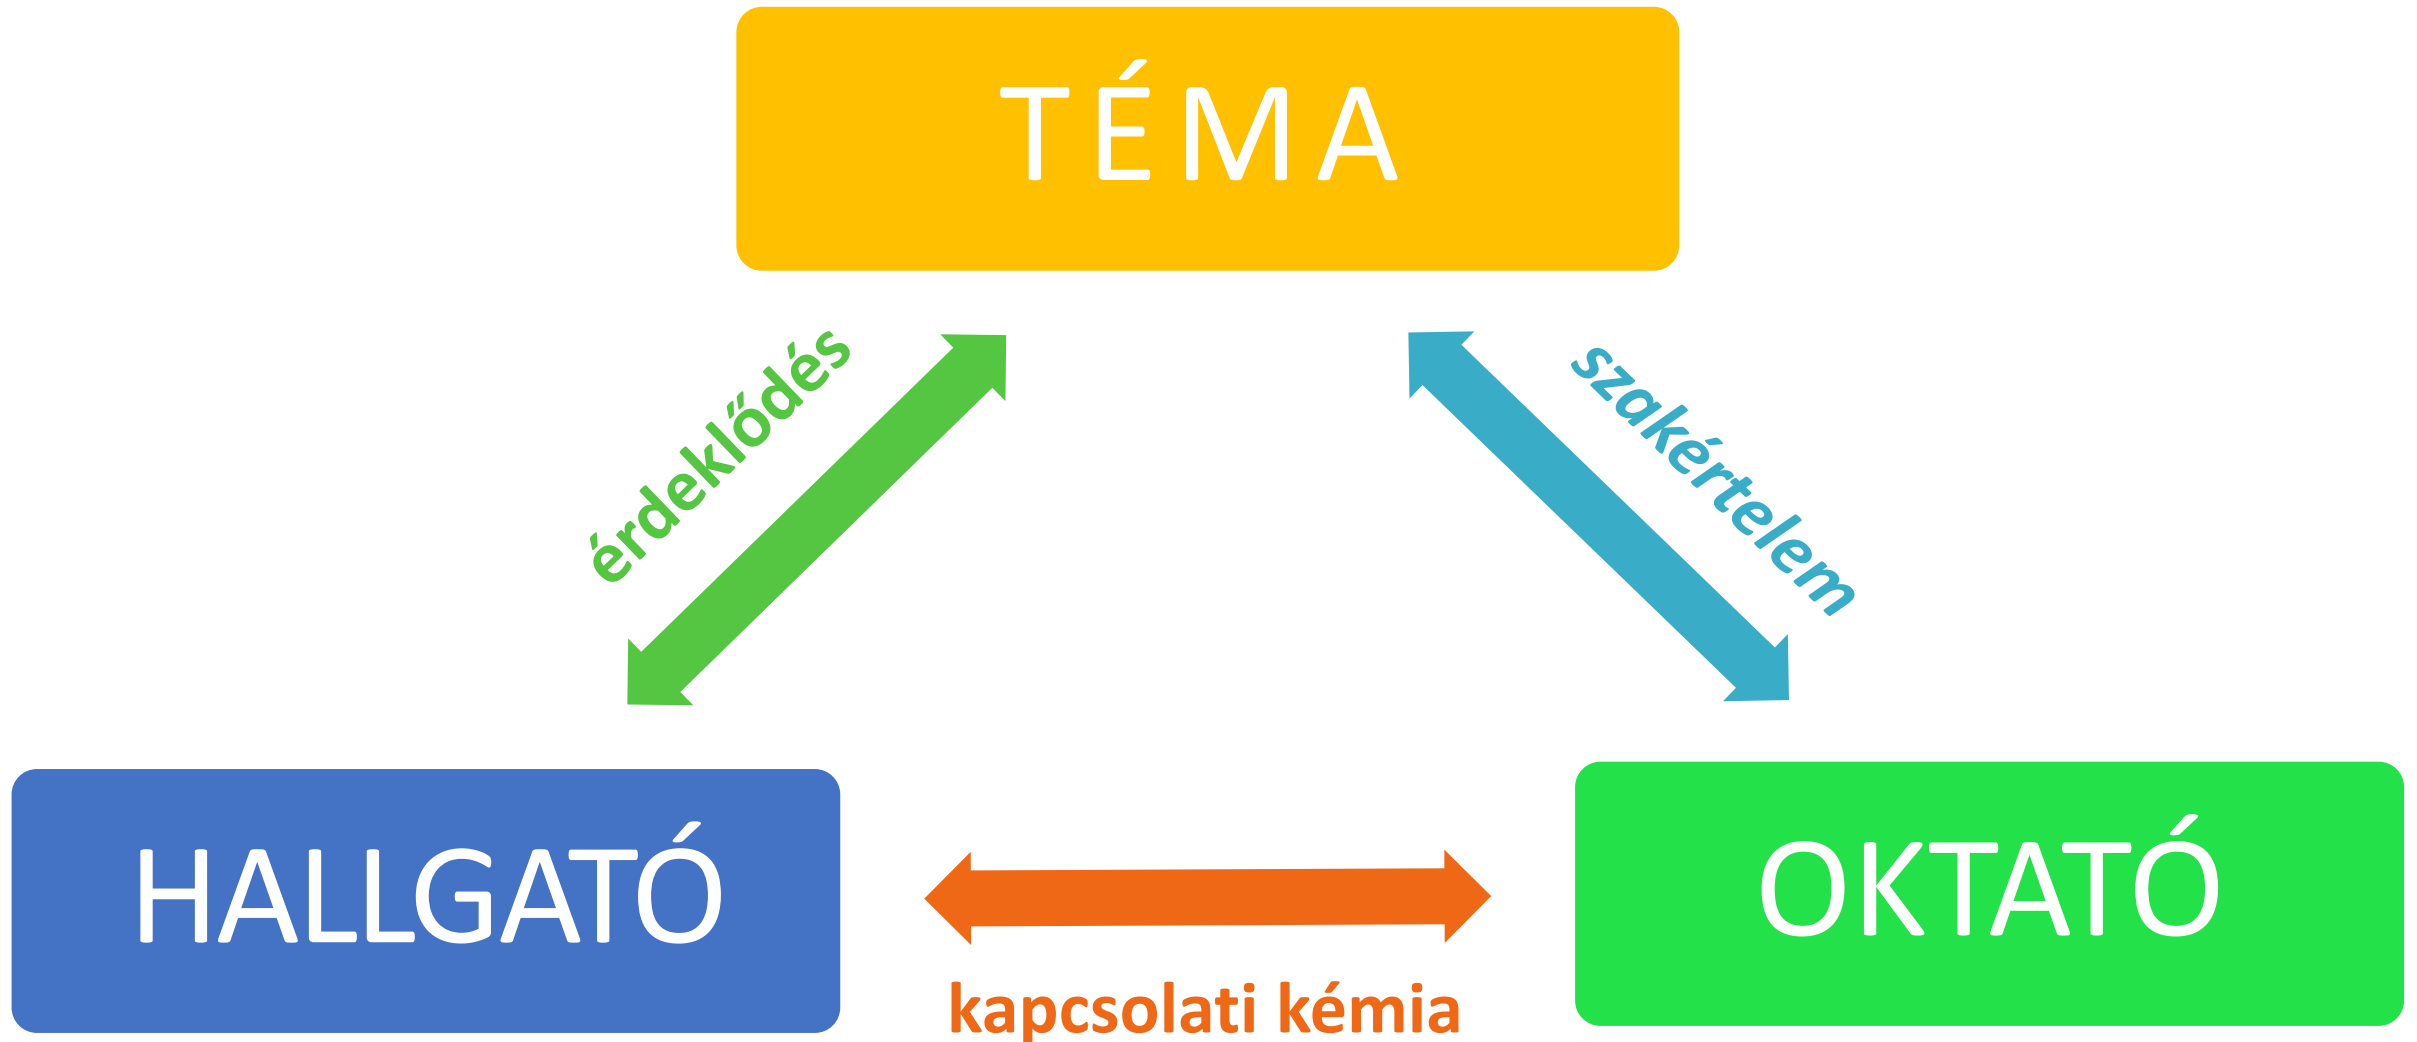 TÉMA
érdeklődés
szakértelem
HALLGATÓ
OKTATÓ
kapcsolati kémia